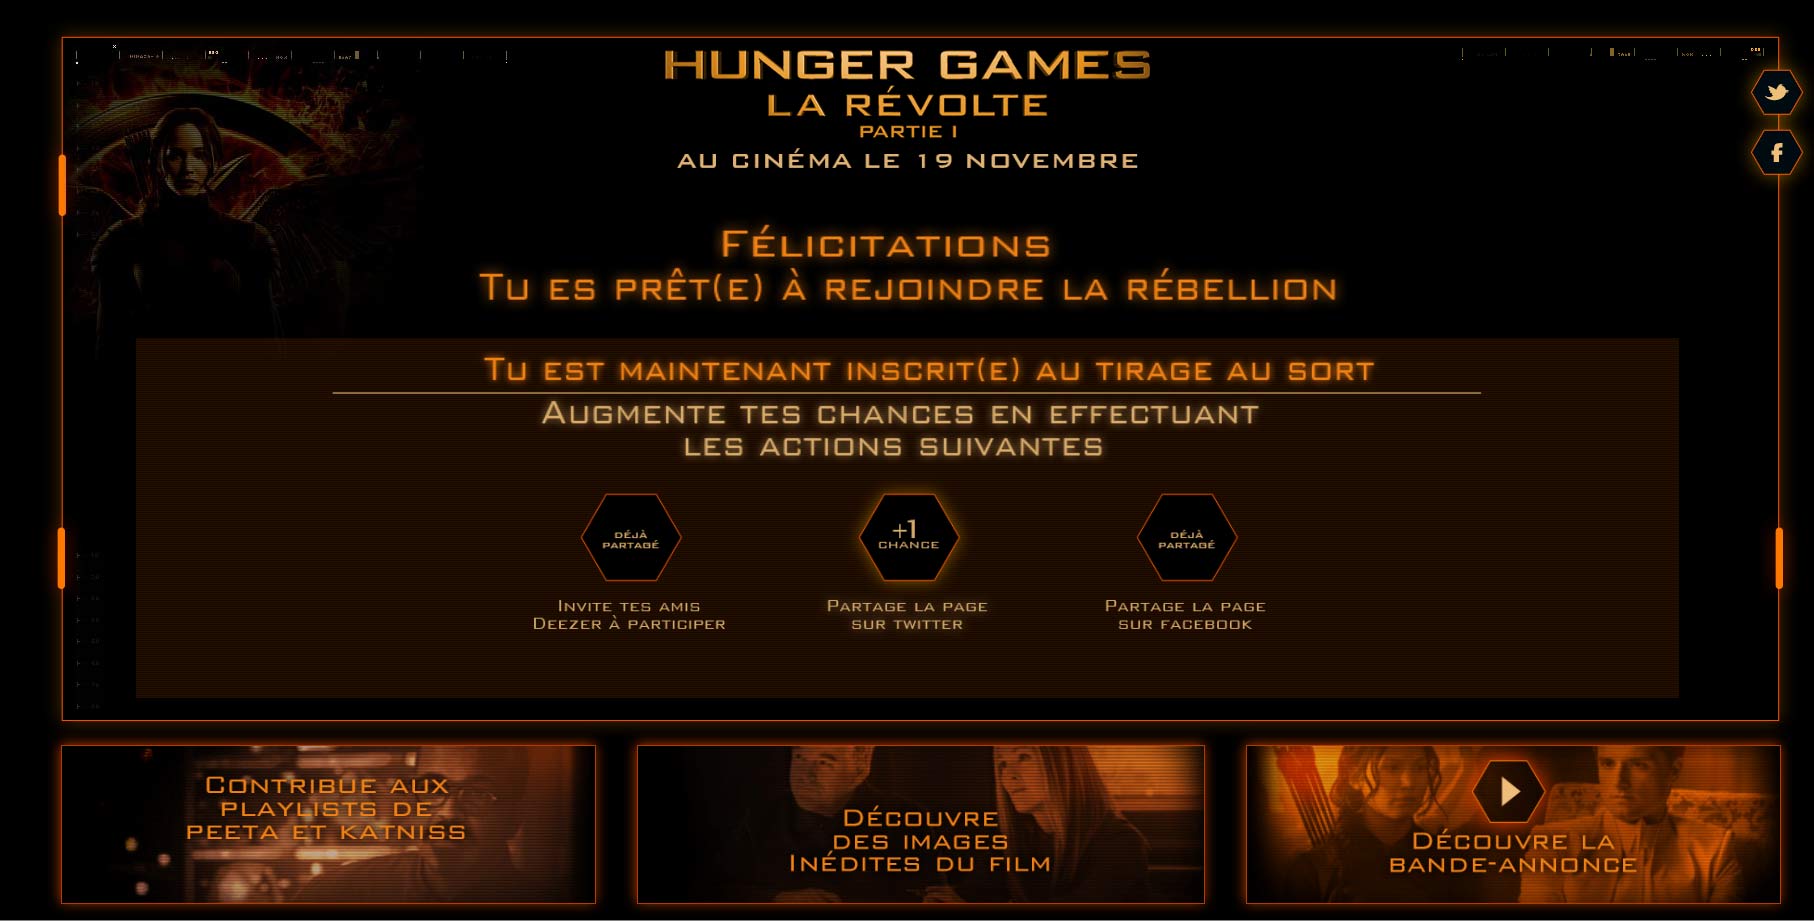 HUNGER GAMES
LA RÉVOLTE
PARTIE I
AU CINÉMA LE 19 NOVEMBRE
FÉLICITATIONS
TU ES PRÊT(E) À REJOINDRE LA RÉBELLION
TU EST MAINTENANT INSCRIT(E) AU TIRAGE AU SORT
AUGMENTE TES CHANCES EN EFFECTUANT
LES ACTIONS SUIVANTES
DÉJÀ
PARTAGÉ
INVITE TES AMIS
DEEZER À PARTICIPER
+1
CHANCE
PARTAGE LA PAGE
SUR TWITTER
DÉJÀ
PARTAGÉ
PARTAGE LA PAGE
SUR FACEBOOK
CONTRIBUE AUX
PLAYLISTS DE
PEETA ET KATNISS
DÉCOUVRE
DES IMAGES
INÉDITES DU FILM
DÉCOUVRE LA
BANDE-ANNONCE